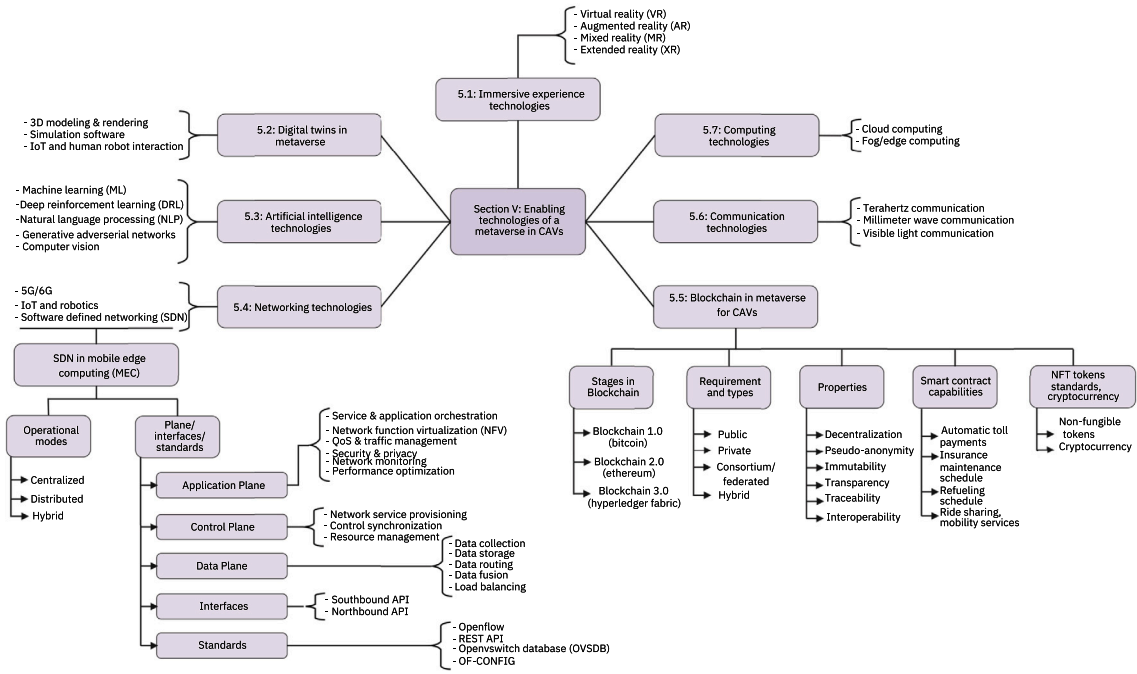 - Virtual reality (VR)
- Augmented reality (AR)
- Mixed reality (MR)
- Extended reality (XR)
5.1: Immersive experience
technologies
- 3D modeling & rendering
- Simulation software
- IoT and human robot interaction
5.2: Digital twins in
metaverse
5.7: Computing
technologies
- Cloud computing
- Fog/edge computing
- Machine learning (ML)
-Deep reinforcement learning (DRL)
-Natural language processing (NLP)
- Generative adverserial networks
- Computer vision
5.3: Artificial intelligence
technologies
Section V: Enabling
technologies of a
metaverse in CAVs
5.6: Communication
technologies
- Terahertz communication
- Millimeter wave communication
- Visible light communication
- 5G/6G
- IoT and robotics
- Software defined networking (SDN)
5.4: Networking technologies
5.5: Blockchain in metaverse
for CAVs
SDN in mobile edge
computing (MEC)
Operational
modes
Centralized
Distributed
Hybrid
Plane/
interfaces/
standards
Application Plane
- Service & application orchestration
- Network function virtualization (NFV)
- QoS & traffic management
- Security & privacy
- Network monitoring
- Performance optimization
Control Plane
- Network service provisioning
- Control synchronization
- Resource management
Data Plane
- Data collection
- Data storage
- Data routing
- Data fusion
- Load balancing
Interfaces
- Southbound API
- Northbound API
Standards
- Openflow
- REST API
- Openvswitch database (OVSDB)
- OF-CONFIG
Stages in
Blockchain
Blockchain 1.0
(bitcoin)
Blockchain 2.0
(ethereum)
Blockchain 3.0
(hyperledger fabric)
Requirement
and types
Public
Private
Consortium/
federated
Hybrid
Properties
Decentralization
Pseudo-anonymity
Immutability
Transparency
Traceability
Interoperability
Smart contract
capabilities
Automatic toll
payments
Insurance
maintenance
schedule
Refueling
schedule
Ride sharing,
mobility services
NFT tokens
standards,
cryptocurrency
Non-fungible
tokens
Cryptocurrency